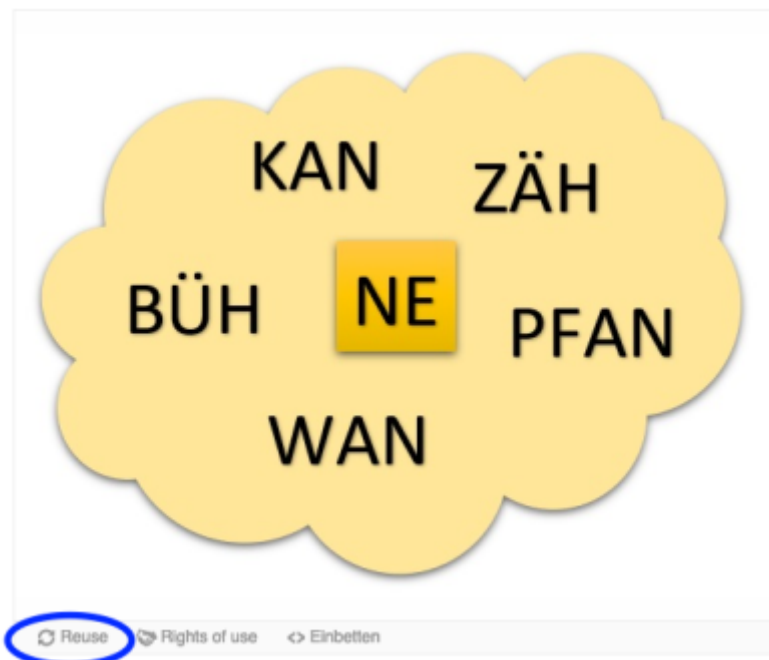 KAN
ZÄH
BÜH
NE
PFAN
WAN
Reuse Rights of use <> Einbetten